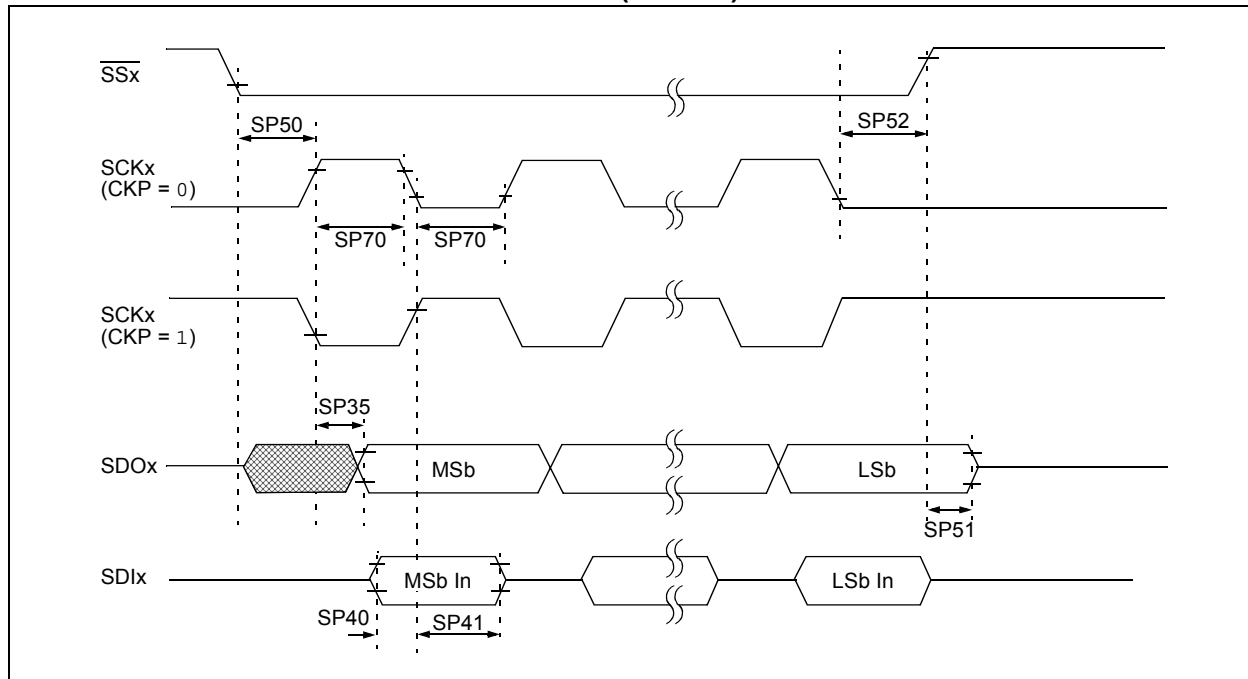 SSx
SP50
SP52
SCKx
(CKP = 0)
SP70
SP70
SCKx
(CKP = 1)
SP35
SDOx
MSb
LSb
SP51
SDIx
MSb In
LSb In
SP40
SP41